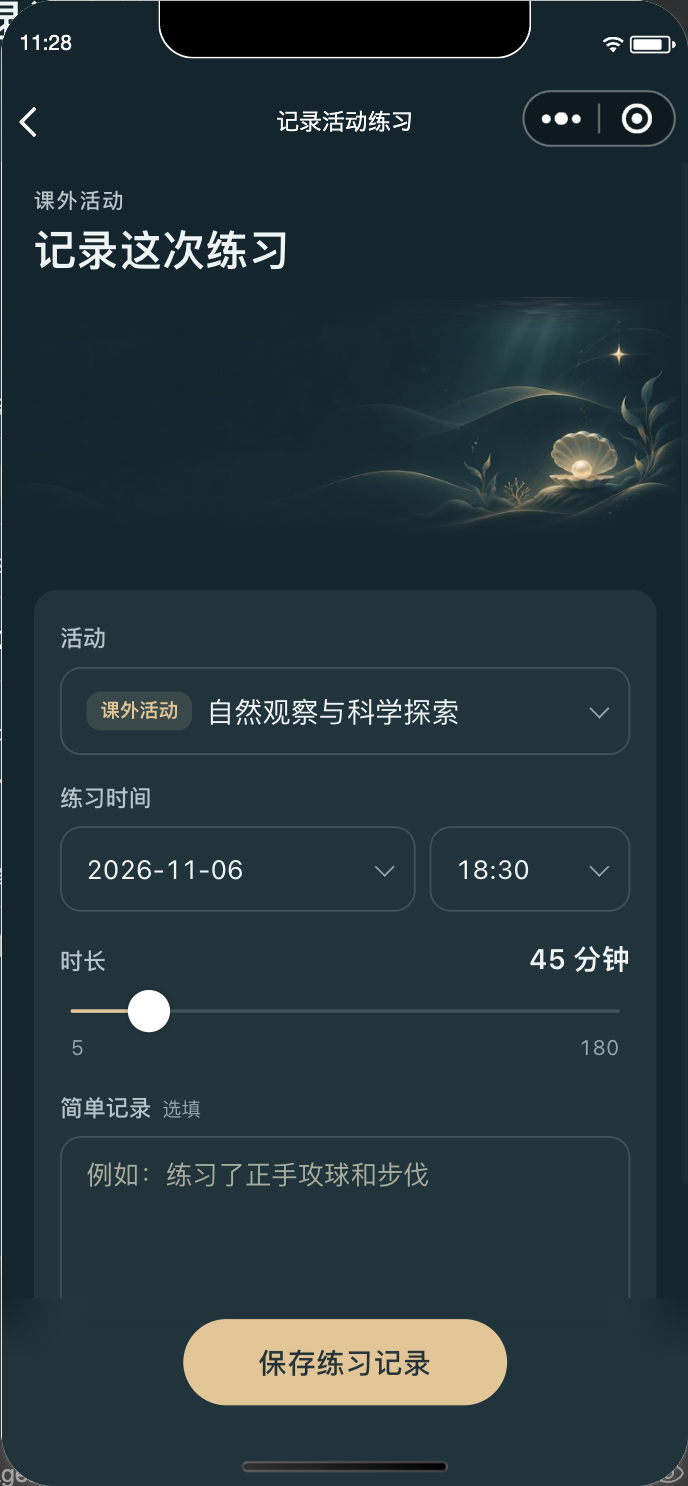 11:28
记录活动练习
课外活动
记录这次练习
活动
课外活动 自然观察与科学探索
练习时间
2026-11-06 18:30
时长 45 分钟
5 180
简单记录 选填
例如：练习了正手攻球和步伐
保存练习记录